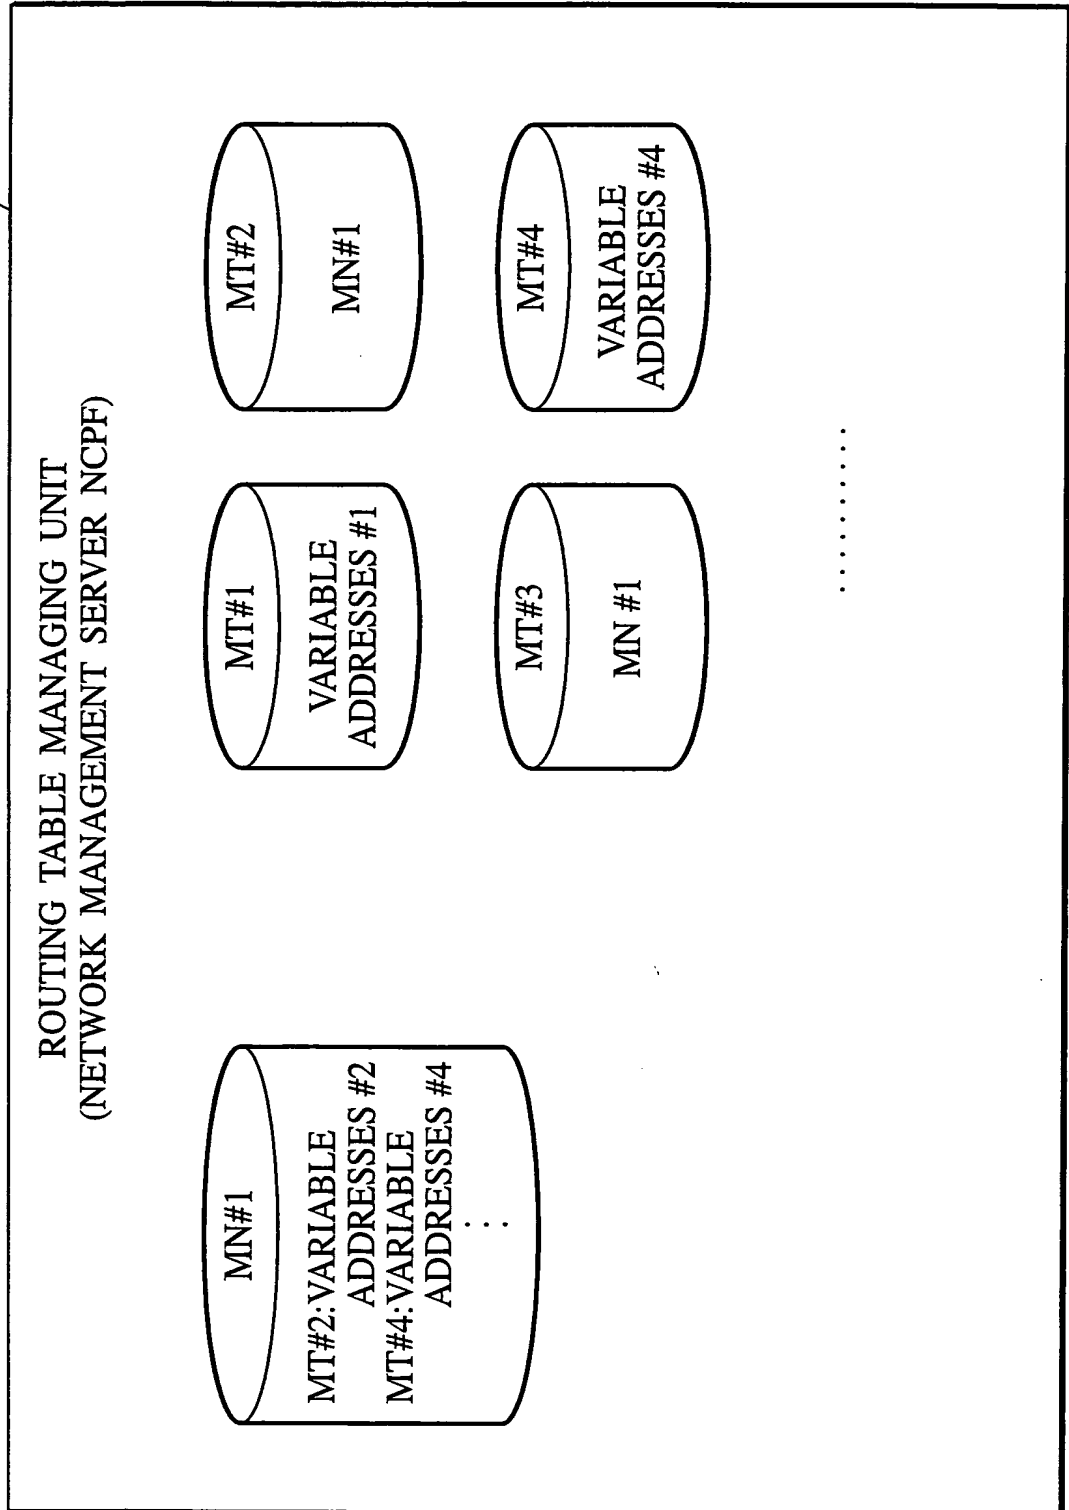 ROUTING TABLE MANAGING UNIT
(NETWORK MANAGEMENT SERVER NCPF)
MN#1
MT#2:VARIABLE
ADDRESSES #2
MT#4:VARIABLE
ADDRESSES #4
⋮
MT#1
VARIABLE
ADDRESSES #1
MT#2
MN#1
MT#3
MN #1
MT#4
VARIABLE
ADDRESSES #4
..........